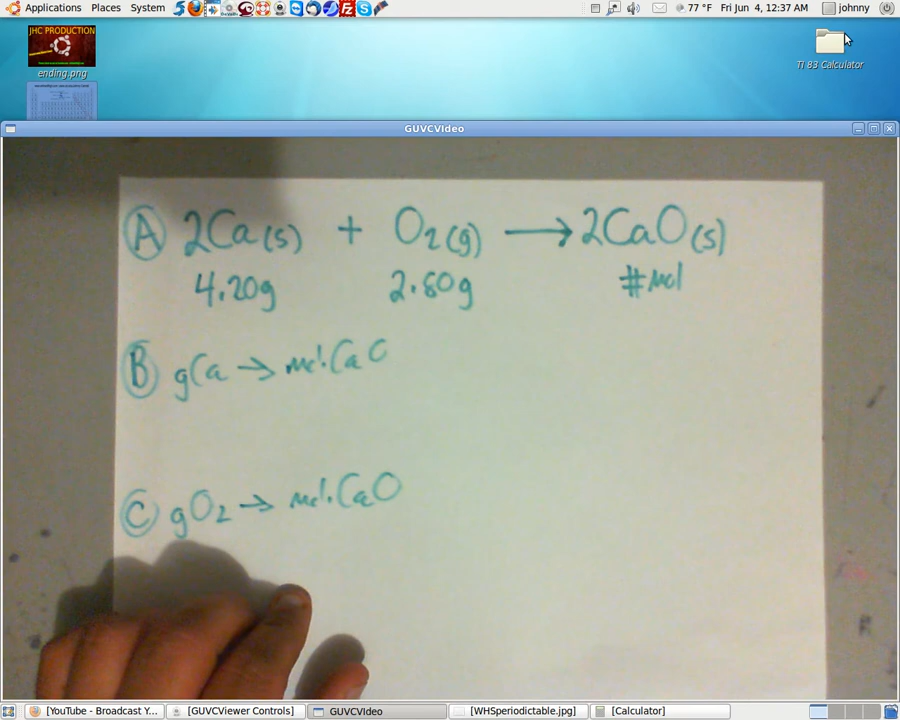 Applications Places System 77 °F Fri Jun 4, 12:37 AM johnny
JHC PRODUCTION
ending.png
TI 83 Calculator
GUVCVideo
A 2Ca(s) + O2(g) → 2CaO(s)
4.20g 2.80g #mol
B gCa → mol.CaO
C gO2 → mol.CaO
[YouTube - Broadcast Y... [GUVCViewer Controls] GUVCVideo [WHSperiodictable.jpg] [Calculator]